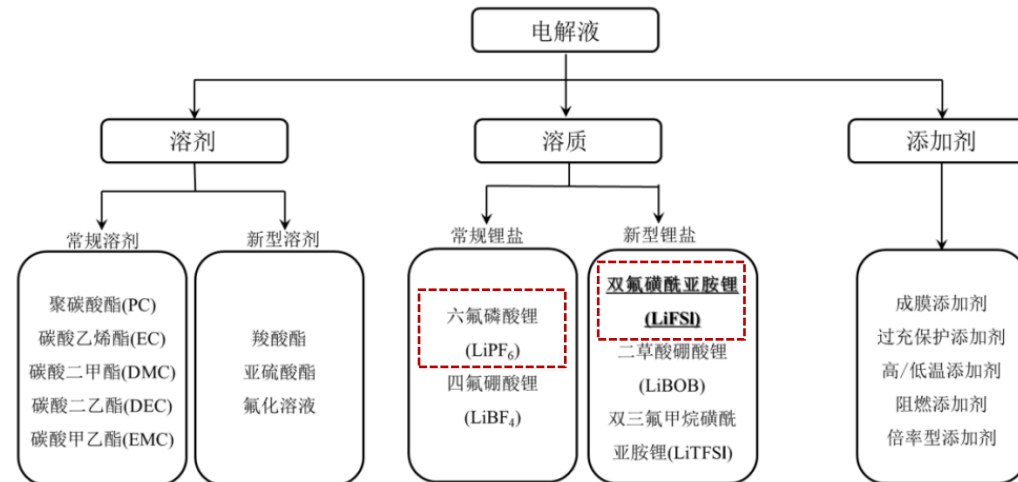 电解液
溶剂
溶质
添加剂
常规溶剂
聚碳酸酯(PC)
碳酸乙烯酯(EC)
碳酸二甲酯(DMC)
碳酸二乙酯(DEC)
碳酸甲乙酯(EMC)
新型溶剂
羧酸酯
亚硫酸酯
氟化溶液
常规锂盐
六氟磷酸锂
(LiPF₆)
四氟硼酸锂
(LiBF₄)
新型锂盐
双氟磺酰亚胺锂
(LiFSI)
二草酸硼酸锂
(LiBOB)
双三氟甲烷磺酰
亚胺锂(LiTFSI)
成膜添加剂
过充保护添加剂
高/低温添加剂
阻燃添加剂
倍率型添加剂